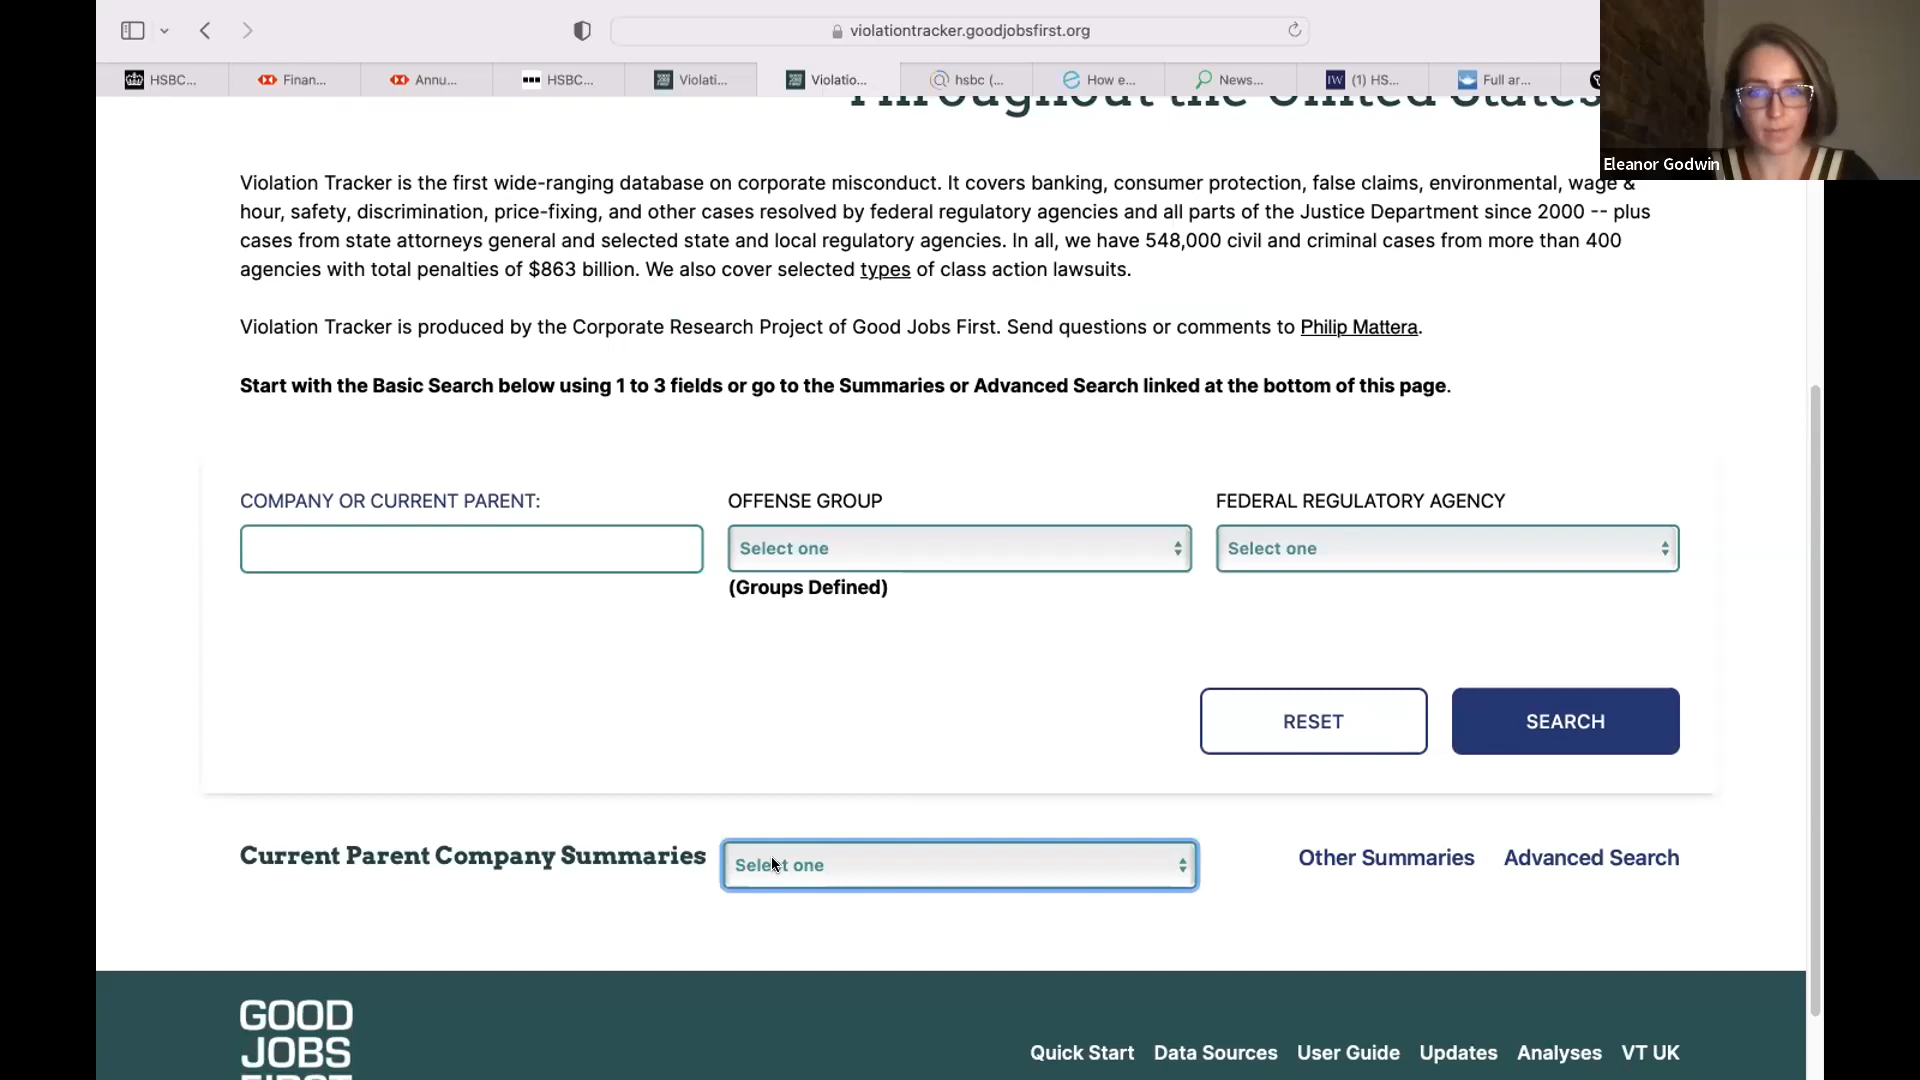 violationtracker.goodjobsfirst.org
HSBC...
Finan...
Annu...
HSBC...
Violati...
Violatio...
hsbc (...
How e...
News...
IW
(1) HS...
Full ar...
Throughout the United States
Eleanor Godwin
Violation Tracker is the first wide-ranging database on corporate misconduct. It covers banking, consumer protection, false claims, environmental, wage &
hour, safety, discrimination, price-fixing, and other cases resolved by federal regulatory agencies and all parts of the Justice Department since 2000 -- plus
cases from state attorneys general and selected state and local regulatory agencies. In all, we have 548,000 civil and criminal cases from more than 400
agencies with total penalties of $863 billion. We also cover selected types of class action lawsuits.
Violation Tracker is produced by the Corporate Research Project of Good Jobs First. Send questions or comments to Philip Mattera.
Start with the Basic Search below using 1 to 3 fields or go to the Summaries or Advanced Search linked at the bottom of this page.
COMPANY OR CURRENT PARENT:
OFFENSE GROUP
FEDERAL REGULATORY AGENCY
Select one
Select one
(Groups Defined)
RESET
SEARCH
Current Parent Company Summaries
Select one
Other Summaries
Advanced Search
GOOD
JOBS
FIRST
Quick Start
Data Sources
User Guide
Updates
Analyses
VT UK